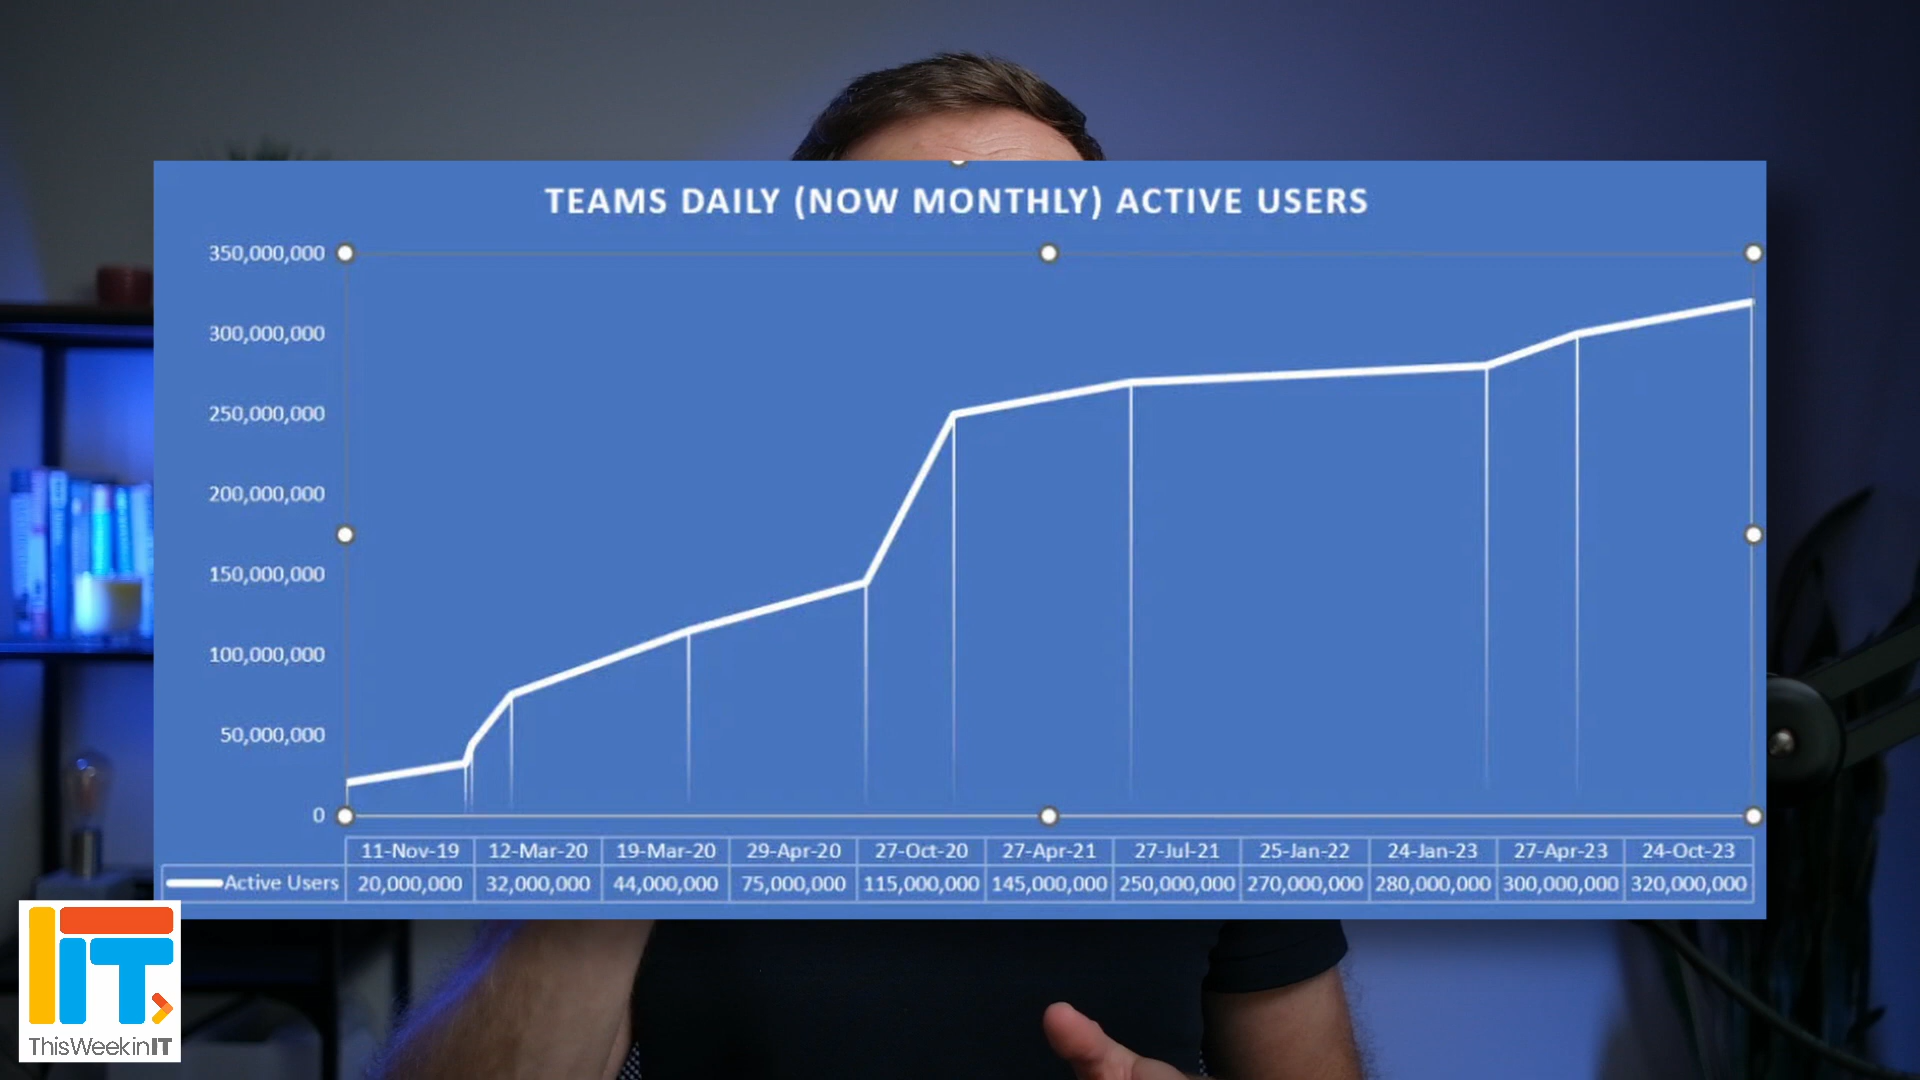 TEAMS DAILY (NOW MONTHLY) ACTIVE USERS
350,000,000
300,000,000
250,000,000
200,000,000
150,000,000
100,000,000
50,000,000
0
11-Nov-19 12-Mar-20 19-Mar-20 29-Apr-20 27-Oct-20 27-Apr-21 27-Jul-21 25-Jan-22 24-Jan-23 27-Apr-23 24-Oct-23
Active Users 20,000,000 32,000,000 44,000,000 75,000,000 115,000,000 145,000,000 250,000,000 270,000,000 280,000,000 300,000,000 320,000,000
IT
ThisWeekinIT